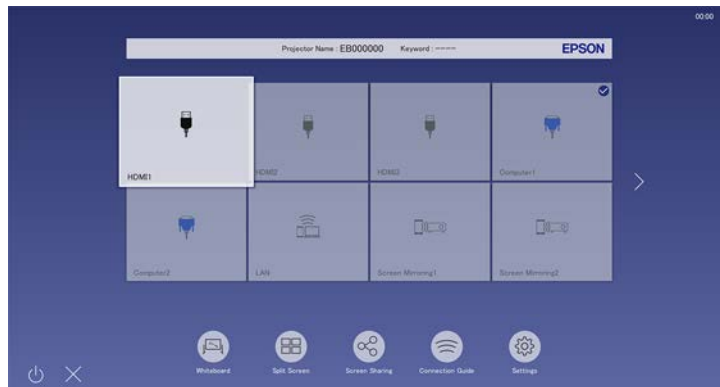 00:00
Projector Name : EB000000 Keyword : ---- EPSON
HDMI1 HDMI2 HDMI3 Computer1
Computer2 LAN Screen Mirroring1 Screen Mirroring2
Whiteboard Split Screen Screen Sharing Connection Guide Settings